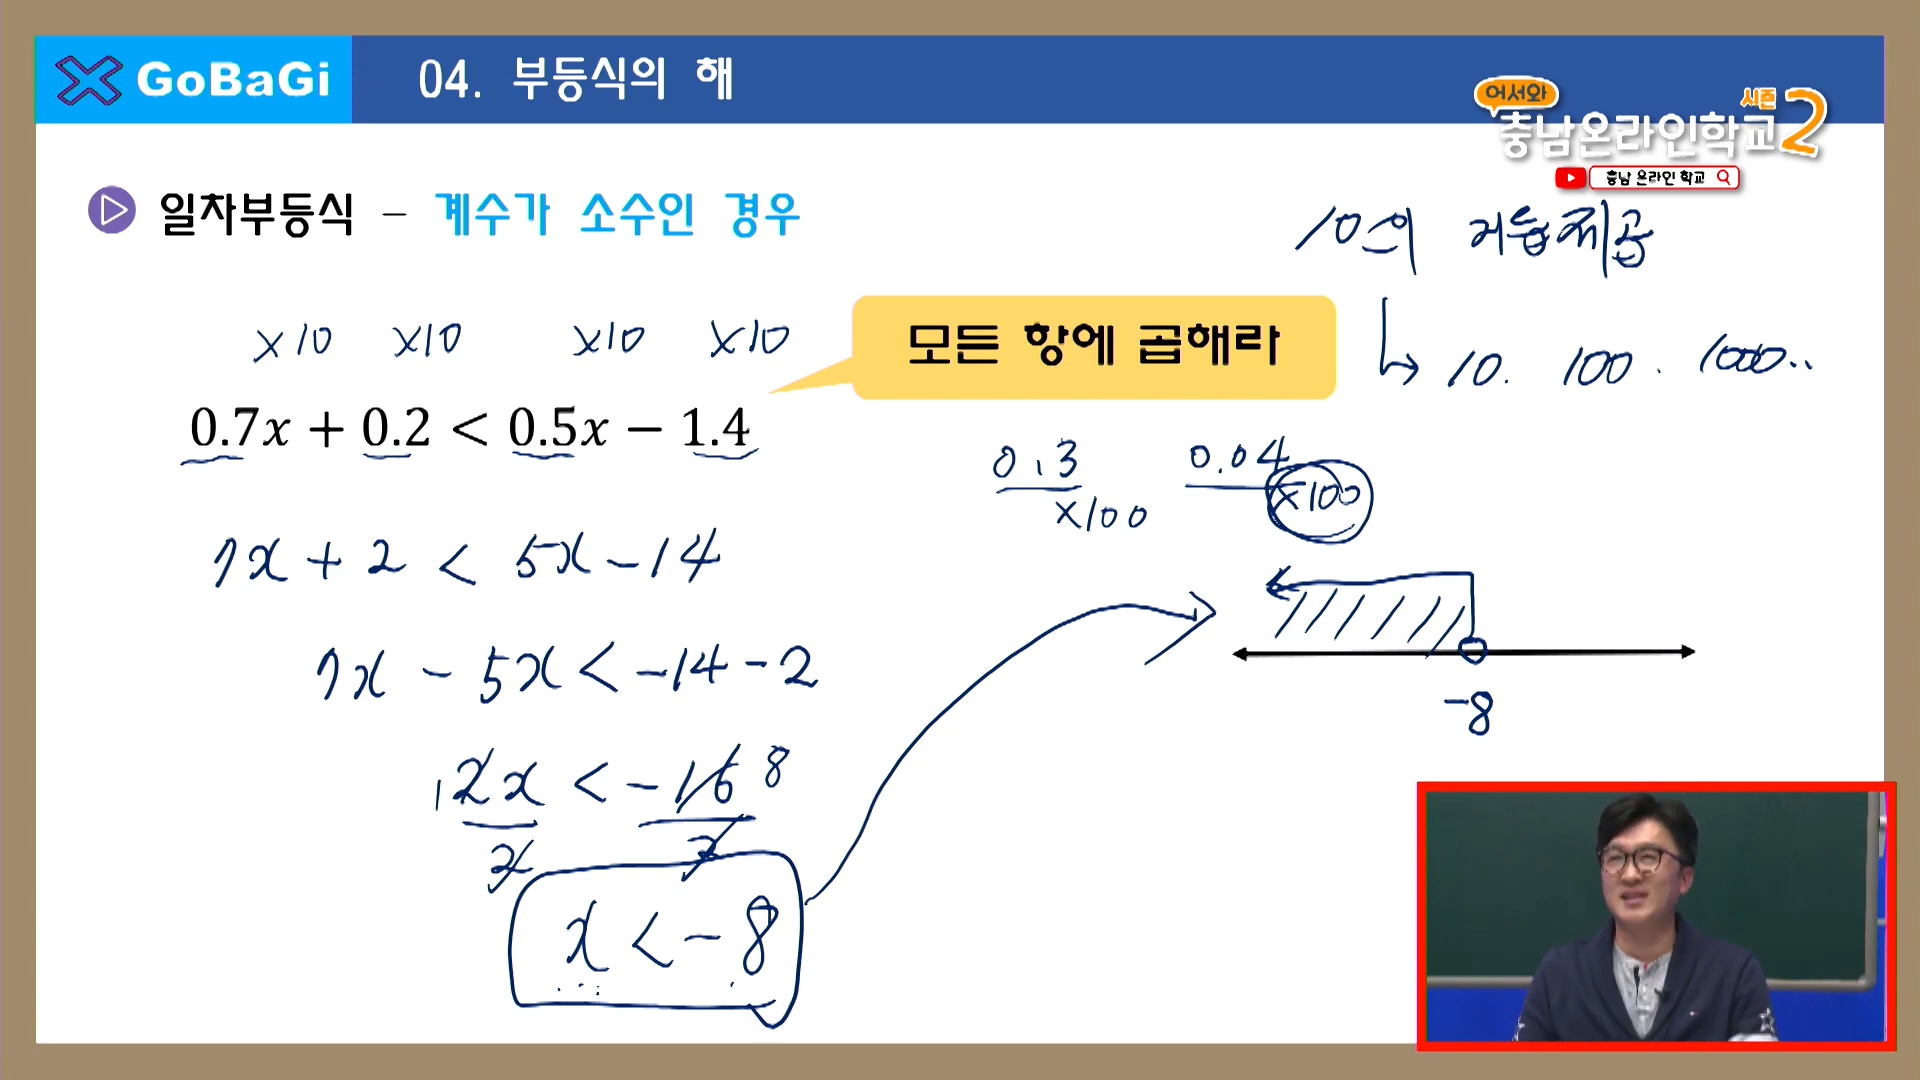 GoBaGi
04. 부등식의 해
어서와
시즌2
충남온라인학교
충남 온라인 학교
일차부등식 – 계수가 소수인 경우
10의 거듭제곱
10. 100. 1000..
×10 ×10 ×10 ×10
모든 항에 곱해라
0.7x + 0.2 < 0.5x − 1.4
0.3 0.04
×100 ×100
7x + 2 < 5x - 14
7x - 5x < -14 - 2
-8
1 2x < -16 8
2 2
x < -8